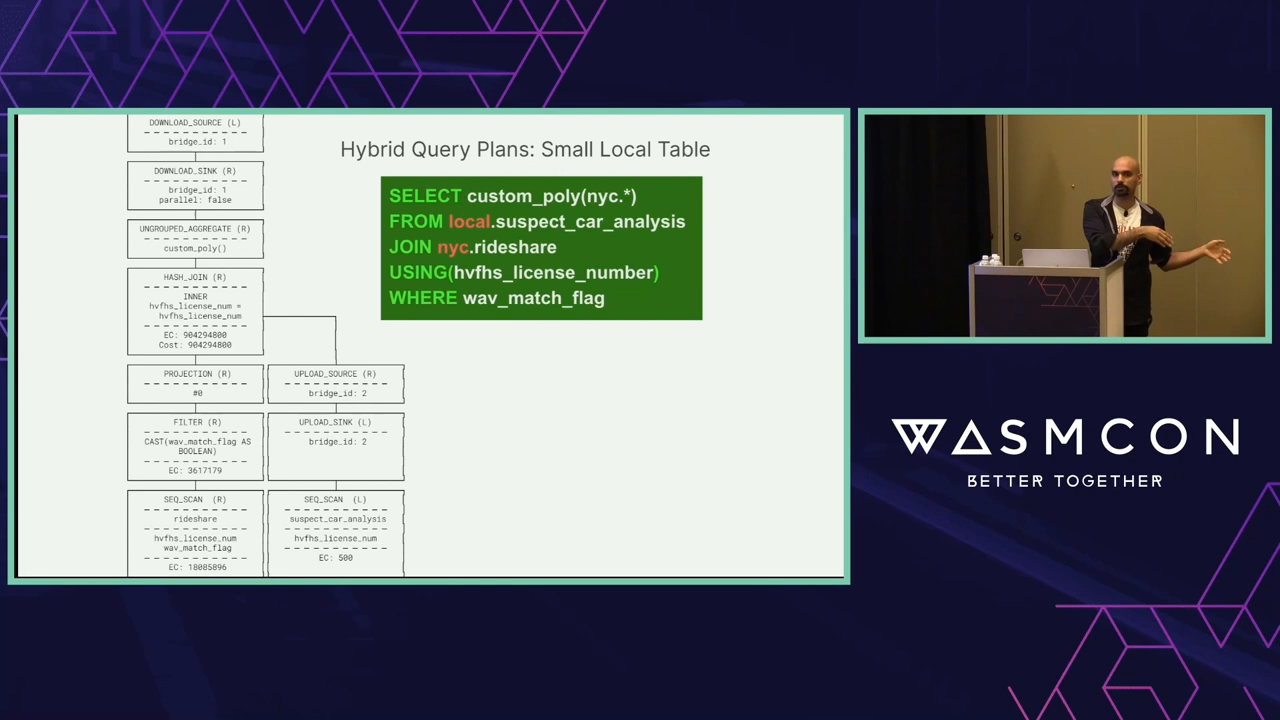 DOWNLOAD_SOURCE (L)
bridge_id: 1
DOWNLOAD_SINK (R)
bridge_id: 1
parallel: false
UNGROUPED_AGGREGATE (R)
custom_poly()
HASH_JOIN (R)
INNER
hvfhs_license_num =
hvfhs_license_num
EC: 904294800
Cost: 904294800
PROJECTION (R)
#0
UPLOAD_SOURCE (R)
bridge_id: 2
FILTER (R)
CAST(wav_match_flag AS
BOOLEAN)
EC: 3617179
UPLOAD_SINK (L)
bridge_id: 2
SEQ_SCAN (R)
rideshare
hvfhs_license_num
wav_match_flag
EC: 18085896
SEQ_SCAN (L)
suspect_car_analysis
hvfhs_license_num
EC: 500
Hybrid Query Plans: Small Local Table
SELECT custom_poly(nyc.*)
FROM local.suspect_car_analysis
JOIN nyc.rideshare
USING(hvfhs_license_number)
WHERE wav_match_flag
WASMCON
BETTER TOGETHER